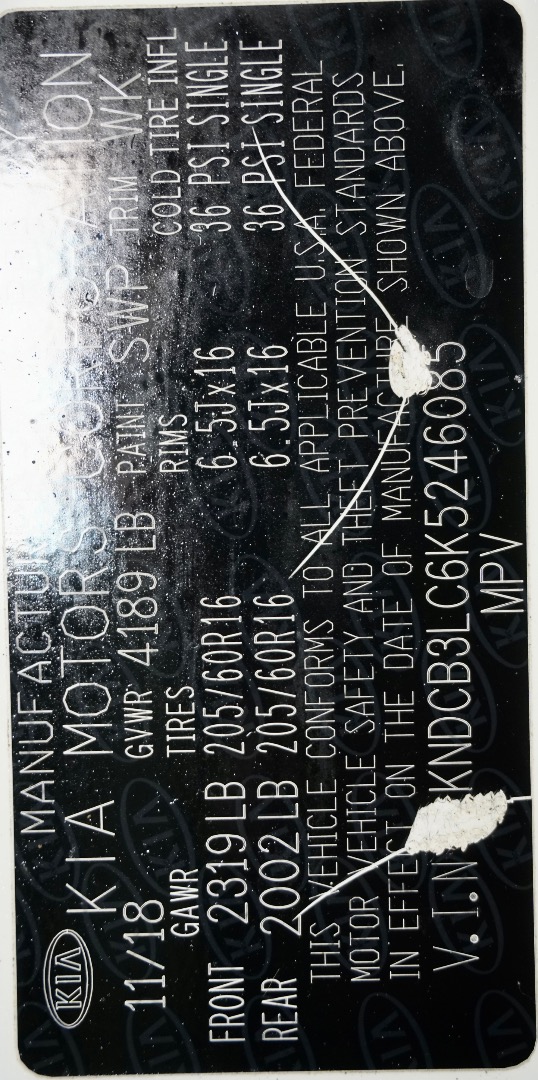 KIA
MANUFACTUR
KIA MOTORS CORPORATION
11/18 GVWR 4189 LB PAINT SWP TRIM WK
GAWR TIRES RIMS COLD TIRE INFL
FRONT 2319 LB 205/60R16 6.5Jx16 36 PSI SINGLE
REAR 2002 LB 205/60R16 6.5Jx16 36 PSI SINGLE
THIS VEHICLE CONFORMS TO ALL APPLICABLE U.S.A. FEDERAL
MOTOR VEHICLE SAFETY AND THEFT PREVENTION STANDARDS
IN EFFECT ON THE DATE OF MANUFACTURE SHOWN ABOVE.
V.I.N KNDCB3LC6K5246085
MPV